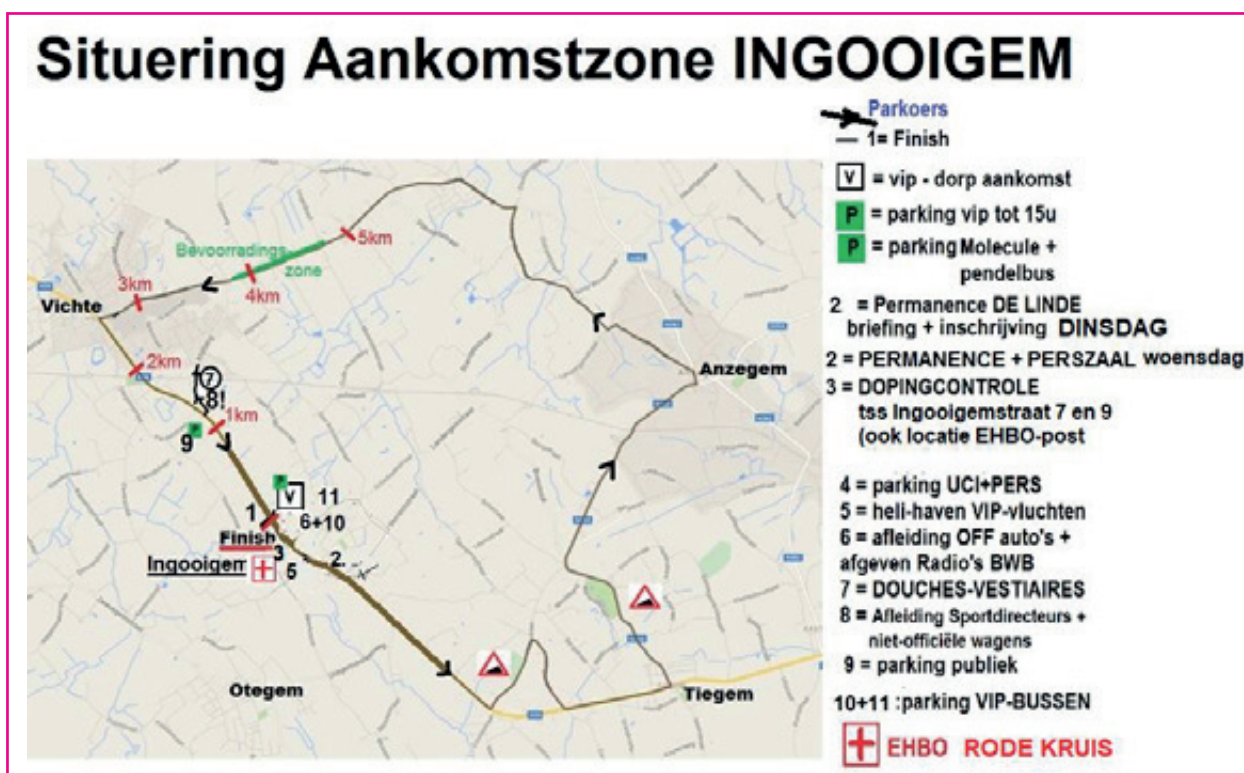 Situering Aankomstzone INGOOIGEM
Parkoers
1= Finish
V = vip - dorp aankomst
P = parking vip tot 15u
P = parking Molecule +
pendelbus
2 = Permanence DE LINDE
briefing + inschrijving DINSDAG
2 = PERMANENCE + PERSZAAL woensdag
3 = DOPINGCONTROLE
tss Ingooigemstraat 7 en 9
(ook locatie EHBO-post
4 = parking UCI+PERS
5 = heli-haven VIP-vluchten
6 = afleiding OFF auto's +
afgeven Radio's BWB
7 = DOUCHES-VESTIAIRES
8 = Afleiding Sportdirecteurs +
niet-officiële wagens
9 = parking publiek
10+11 :parking VIP-BUSSEN
EHBO RODE KRUIS
5km
Bevoorradings
zone
4km
3km
Vichte
2km
7
8!
1km
P
9
Anzegem
P
V
11
1
6+10
Finish
3
2
Ingooigem
5
Otegem
Tiegem